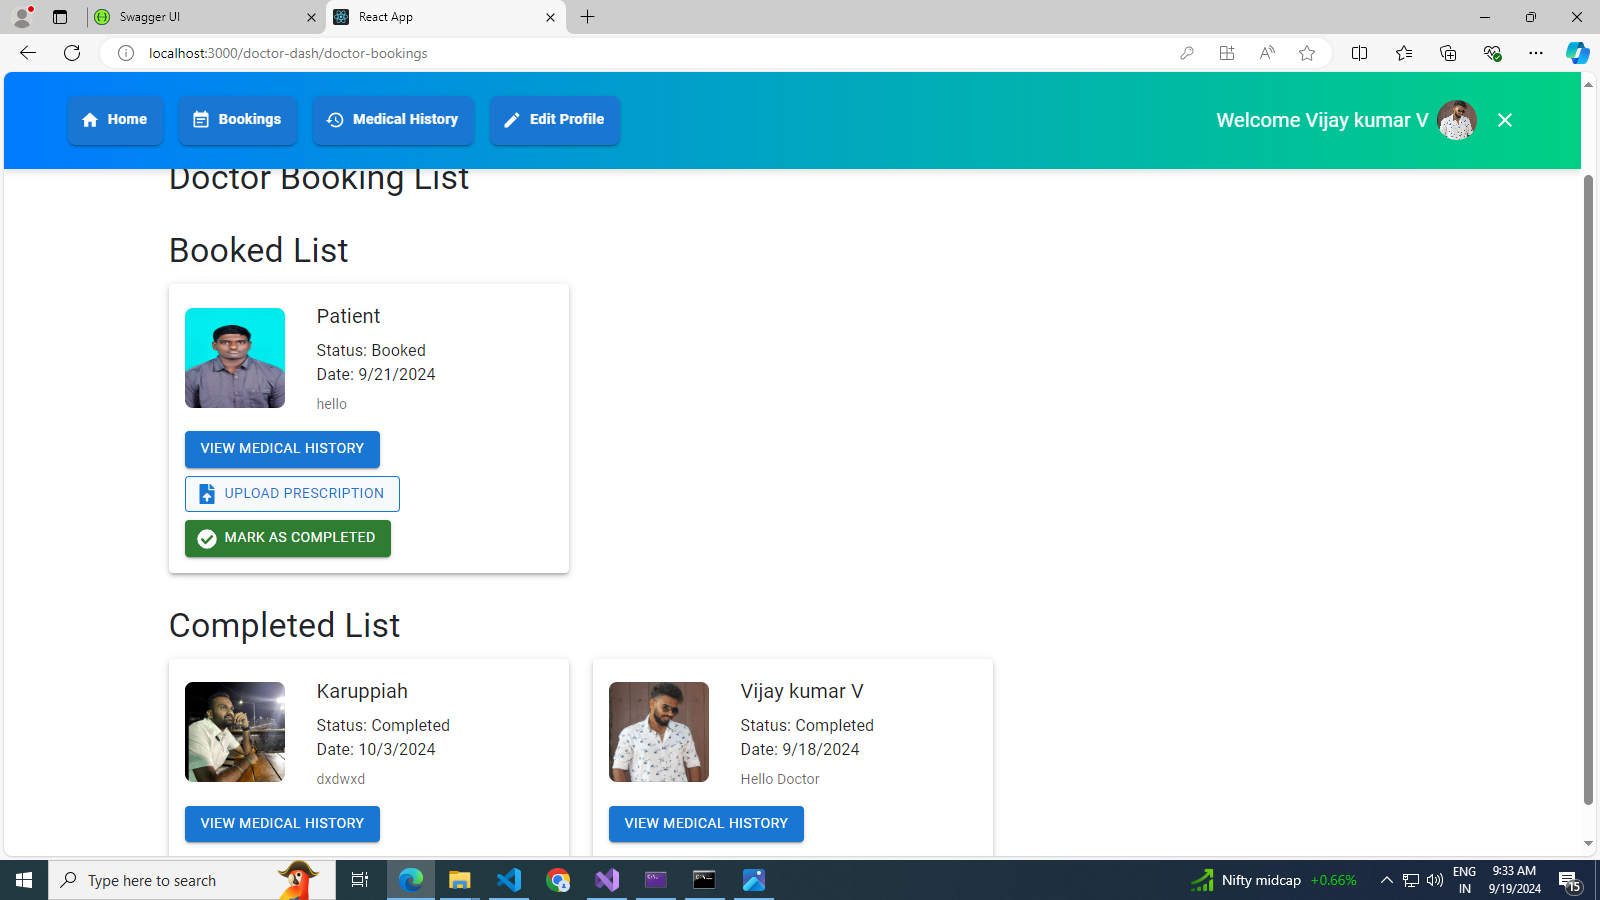 Swagger UI
React App
localhost:3000/doctor-dash/doctor-bookings
Home
Bookings
Medical History
Edit Profile
Welcome Vijay kumar V
Doctor Booking List
Booked List
Patient
Status: Booked
Date: 9/21/2024
hello
VIEW MEDICAL HISTORY
UPLOAD PRESCRIPTION
MARK AS COMPLETED
Completed List
Karuppiah
Status: Completed
Date: 10/3/2024
dxdwxd
VIEW MEDICAL HISTORY
Vijay kumar V
Status: Completed
Date: 9/18/2024
Hello Doctor
VIEW MEDICAL HISTORY
Type here to search
Nifty midcap +0.66%
ENG
IN
9:33 AM
9/19/2024
15